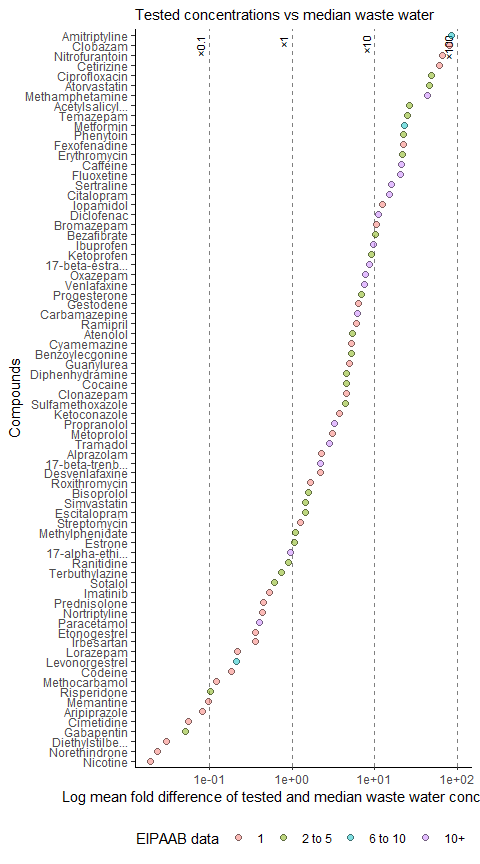 Tested concentrations vs median waste water
×0.1
×1
×10
×100
Amitriptyline
Clobazam
Nitrofurantoin
Cetirizine
Ciprofloxacin
Atorvastatin
Methamphetamine
Acetylsalicyl...
Temazepam
Metformin
Phenytoin
Fexofenadine
Erythromycin
Caffeine
Fluoxetine
Sertraline
Citalopram
Iopamidol
Diclofenac
Bromazepam
Bezafibrate
Ibuprofen
Ketoprofen
17-beta-estra...
Oxazepam
Venlafaxine
Progesterone
Gestodene
Carbamazepine
Ramipril
Atenolol
Cyamemazine
Benzoylecgonine
Guanylurea
Diphenhydramine
Cocaine
Clonazepam
Sulfamethoxazole
Ketoconazole
Propranolol
Metoprolol
Tramadol
Alprazolam
17-beta-trenb...
Desvenlafaxine
Roxithromycin
Bisoprolol
Simvastatin
Escitalopram
Streptomycin
Methylphenidate
Estrone
17-alpha-ethi...
Ranitidine
Terbuthylazine
Sotalol
Imatinib
Prednisolone
Nortriptyline
Paracetamol
Etonogestrel
Irbesartan
Lorazepam
Levonorgestrel
Codeine
Methocarbamol
Risperidone
Memantine
Aripiprazole
Cimetidine
Gabapentin
Diethylstilbe...
Norethindrone
Nicotine
Compounds
1e-01 1e+00 1e+01 1e+02
Log mean fold difference of tested and median waste water conc
EIPAAB data 1 2 to 5 6 to 10 10+